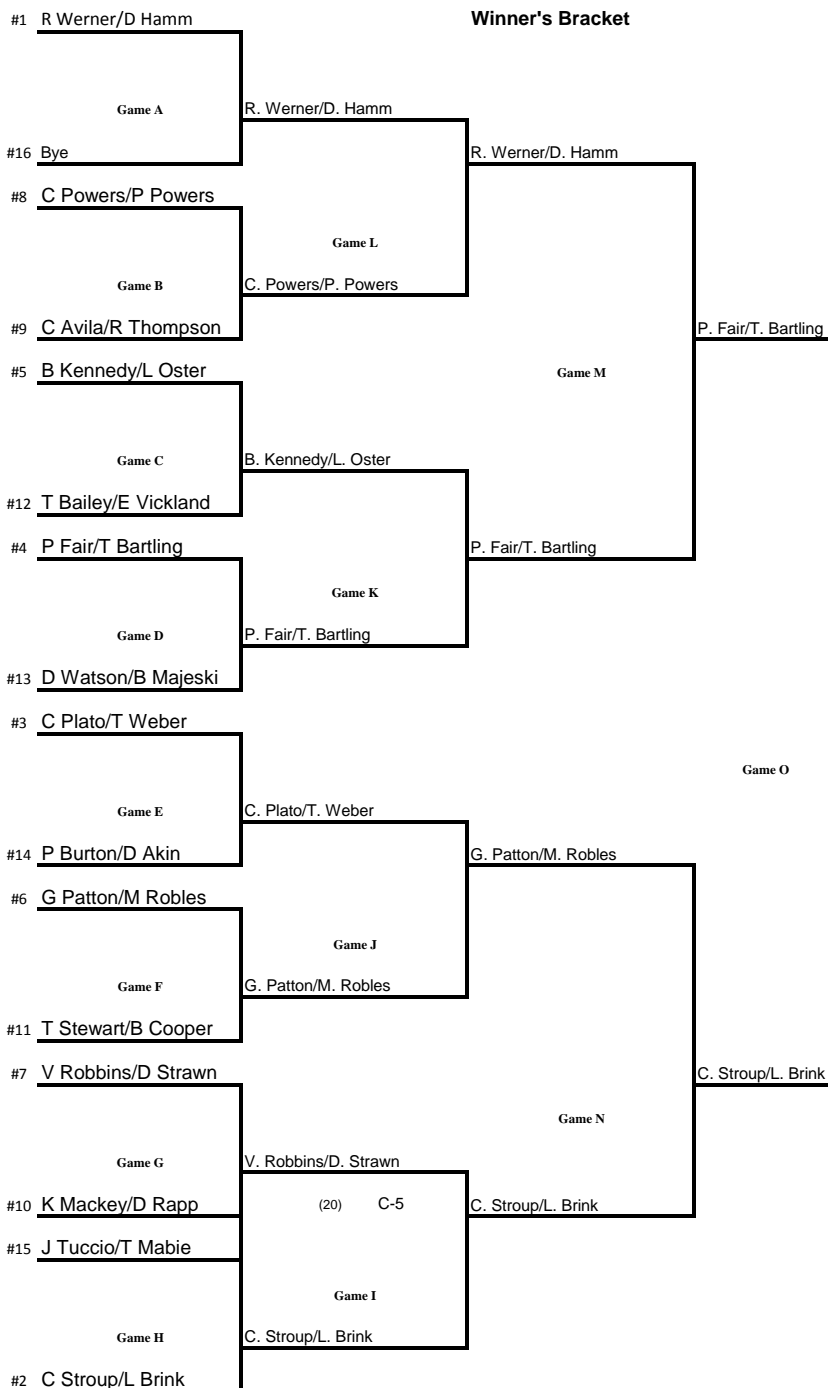 #1 R Werner/D Hamm
Winner's Bracket
Game A
R. Werner/D. Hamm
#16 Bye
R. Werner/D. Hamm
#8 C Powers/P Powers
Game L
Game B
C. Powers/P. Powers
#9 C Avila/R Thompson
P. Fair/T. Bartling
#5 B Kennedy/L Oster
Game M
Game C
B. Kennedy/L. Oster
#12 T Bailey/E Vickland
#4 P Fair/T Bartling
P. Fair/T. Bartling
Game K
Game D
P. Fair/T. Bartling
#13 D Watson/B Majeski
#3 C Plato/T Weber
Game O
Game E
C. Plato/T. Weber
#14 P Burton/D Akin
G. Patton/M. Robles
#6 G Patton/M Robles
Game J
Game F
G. Patton/M. Robles
#11 T Stewart/B Cooper
#7 V Robbins/D Strawn
C. Stroup/L. Brink
Game N
Game G
V. Robbins/D. Strawn
#10 K Mackey/D Rapp
(20) C-5
C. Stroup/L. Brink
#15 J Tuccio/T Mabie
Game I
Game H
C. Stroup/L. Brink
#2 C Stroup/L Brink